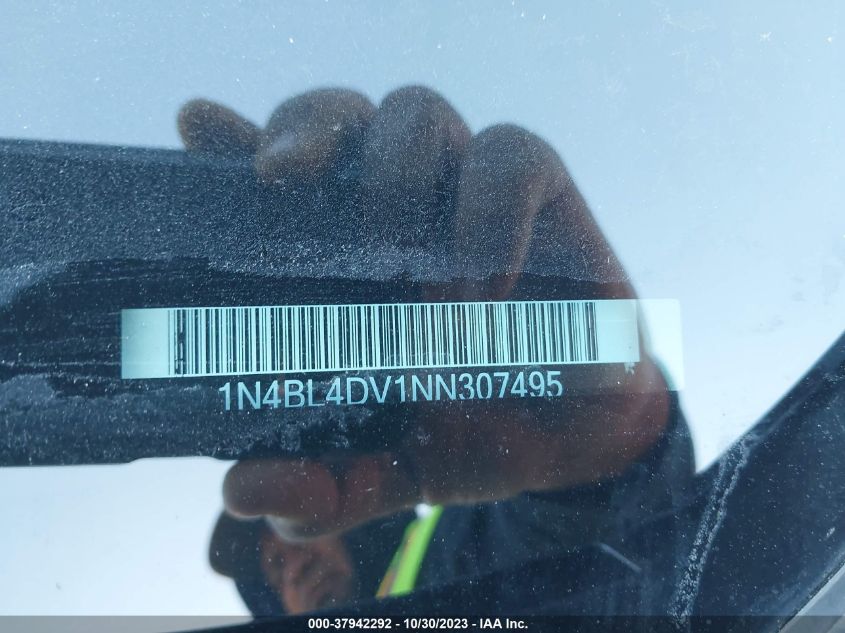 1N4BL4DV1NN307495
000-37942292 - 10/30/2023 - IAA Inc.